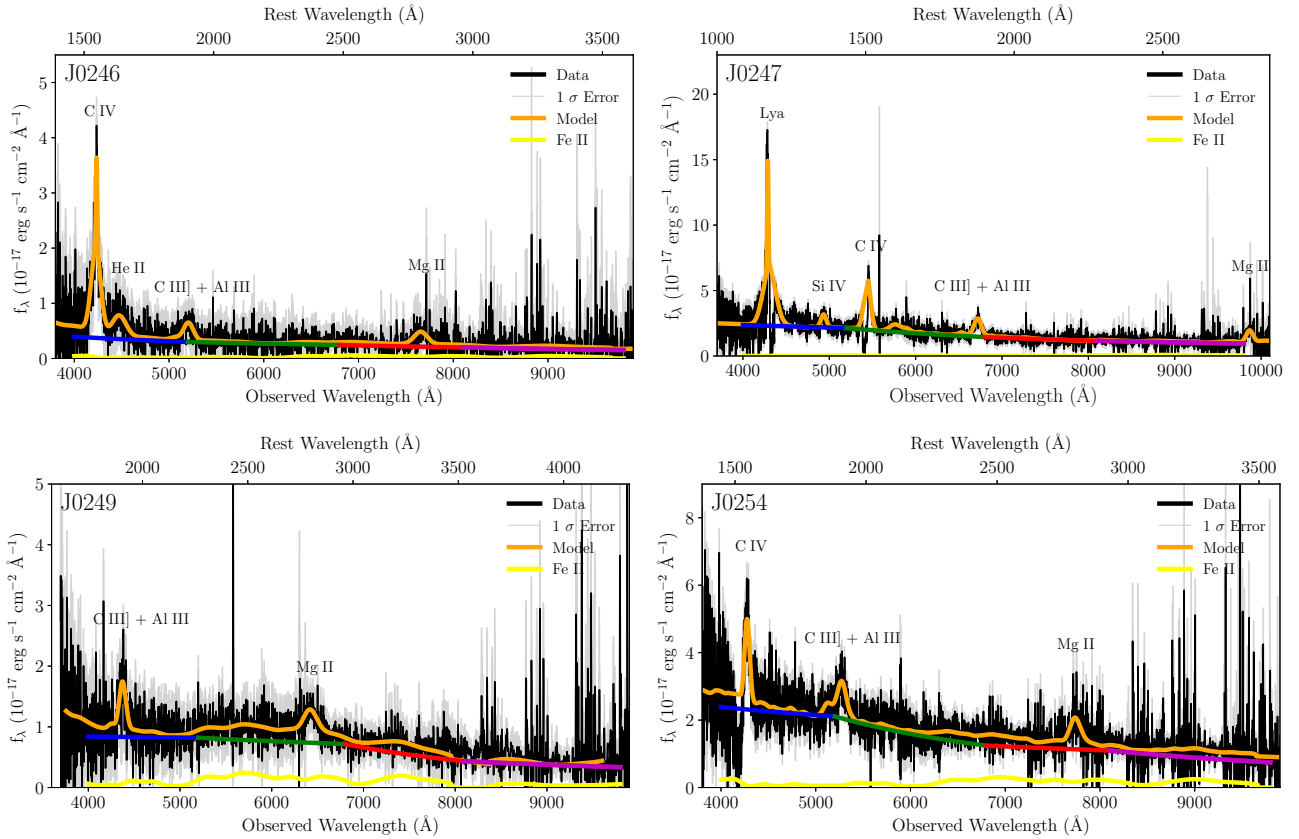 Rest Wavelength (Å)
1500 2000 2500 3000 3500
J0246
Data
1 σ Error
Model
Fe II
C IV
He II
C III] + Al III
Mg II
f_λ (10⁻¹⁷ erg s⁻¹ cm⁻² Å⁻¹)
5
4
3
2
1
0
4000 5000 6000 7000 8000 9000
Observed Wavelength (Å)
Rest Wavelength (Å)
1000 1500 2000 2500
J0247
Data
1 σ Error
Model
Fe II
Lya
Si IV
C IV
C III] + Al III
Mg II
f_λ (10⁻¹⁷ erg s⁻¹ cm⁻² Å⁻¹)
20
15
10
5
0
4000 5000 6000 7000 8000 9000 10000
Observed Wavelength (Å)
Rest Wavelength (Å)
2000 2500 3000 3500 4000
J0249
Data
1 σ Error
Model
Fe II
C III] + Al III
Mg II
f_λ (10⁻¹⁷ erg s⁻¹ cm⁻² Å⁻¹)
5
4
3
2
1
0
4000 5000 6000 7000 8000 9000
Observed Wavelength (Å)
Rest Wavelength (Å)
1500 2000 2500 3000 3500
J0254
Data
1 σ Error
Model
Fe II
C IV
C III] + Al III
Mg II
f_λ (10⁻¹⁷ erg s⁻¹ cm⁻² Å⁻¹)
8
6
4
2
0
4000 5000 6000 7000 8000 9000
Observed Wavelength (Å)